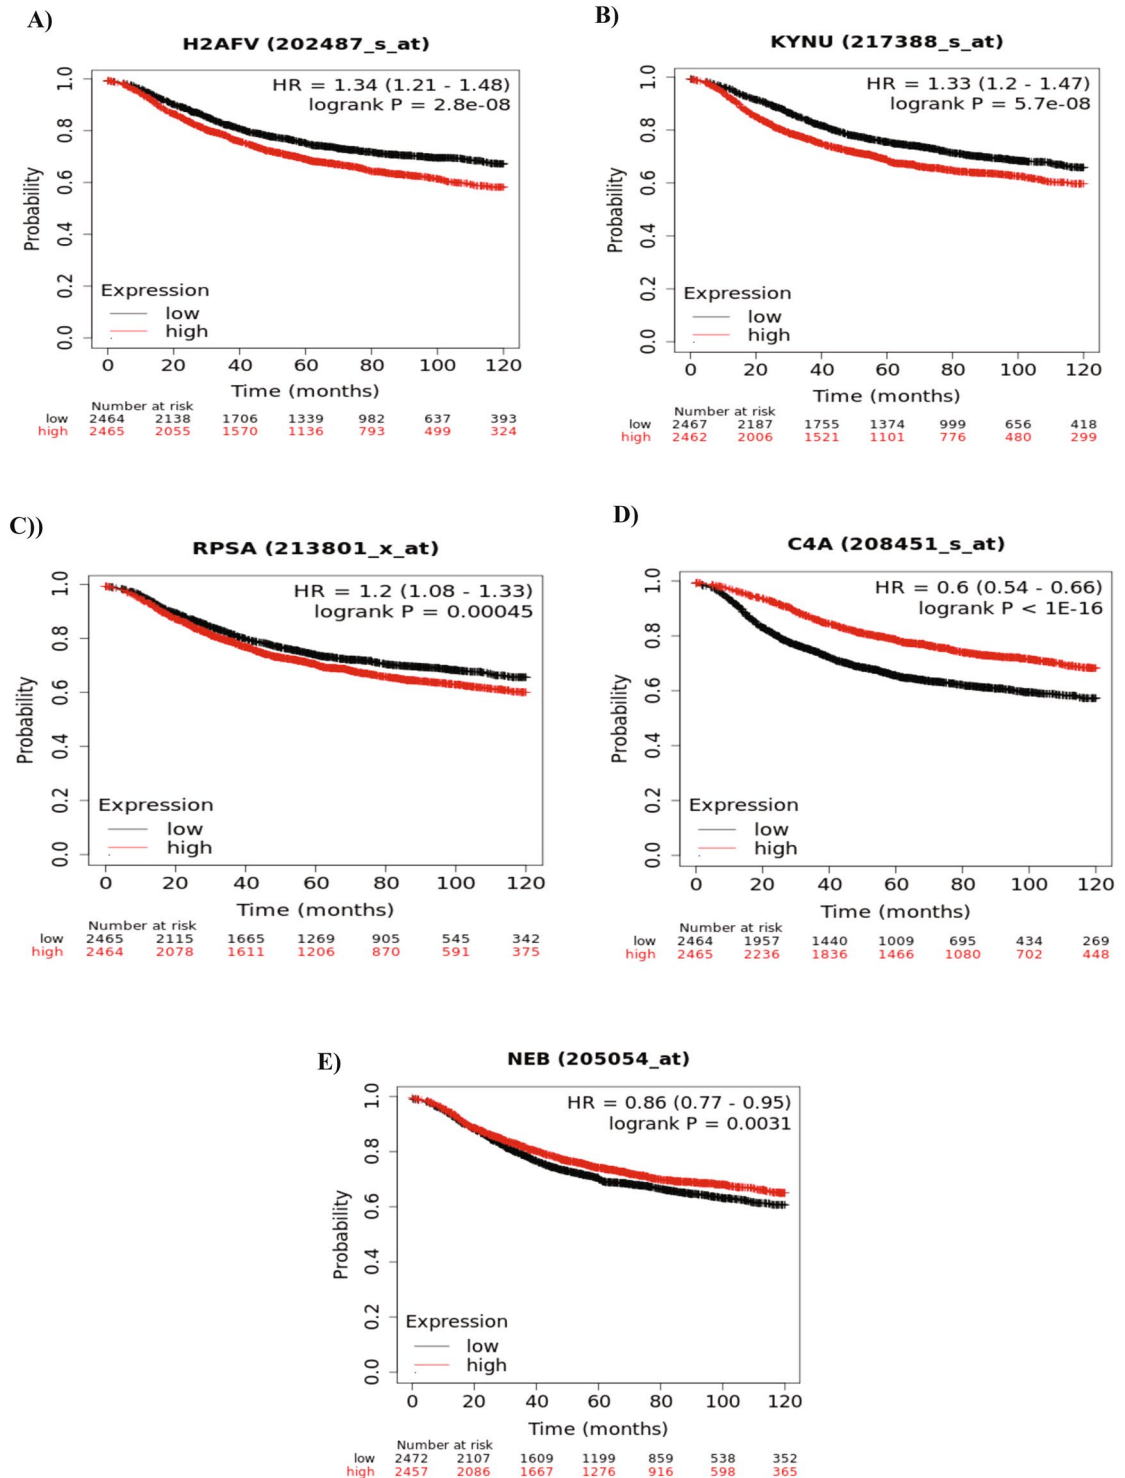 A)
H2AFV (202487_s_at)
HR = 1.34 (1.21 - 1.48)
logrank P = 2.8e-08
Probability
1.0
0.8
0.6
0.4
0.2
0.0
Expression
low
high
0 20 40 60 80 100 120
Time (months)
Number at risk
low 2464 2138 1706 1339 982 637 393
high 2465 2055 1570 1136 793 499 324
B)
KYNU (217388_s_at)
HR = 1.33 (1.2 - 1.47)
logrank P = 5.7e-08
Probability
1.0
0.8
0.6
0.4
0.2
0.0
Expression
low
high
0 20 40 60 80 100 120
Time (months)
Number at risk
low 2467 2187 1755 1374 999 656 418
high 2462 2006 1521 1101 776 480 299
C))
RPSA (213801_x_at)
HR = 1.2 (1.08 - 1.33)
logrank P = 0.00045
Probability
1.0
0.8
0.6
0.4
0.2
0.0
Expression
low
high
0 20 40 60 80 100 120
Time (months)
Number at risk
low 2465 2115 1665 1269 905 545 342
high 2464 2078 1611 1206 870 591 375
D)
C4A (208451_s_at)
HR = 0.6 (0.54 - 0.66)
logrank P < 1E-16
Probability
1.0
0.8
0.6
0.4
0.2
0.0
Expression
low
high
0 20 40 60 80 100 120
Time (months)
Number at risk
low 2464 1957 1440 1009 695 434 269
high 2465 2236 1836 1466 1080 702 448
E)
NEB (205054_at)
HR = 0.86 (0.77 - 0.95)
logrank P = 0.0031
Probability
1.0
0.8
0.6
0.4
0.2
0.0
Expression
low
high
0 20 40 60 80 100 120
Time (months)
Number at risk
low 2472 2107 1609 1199 859 538 352
high 2457 2086 1667 1276 916 598 365